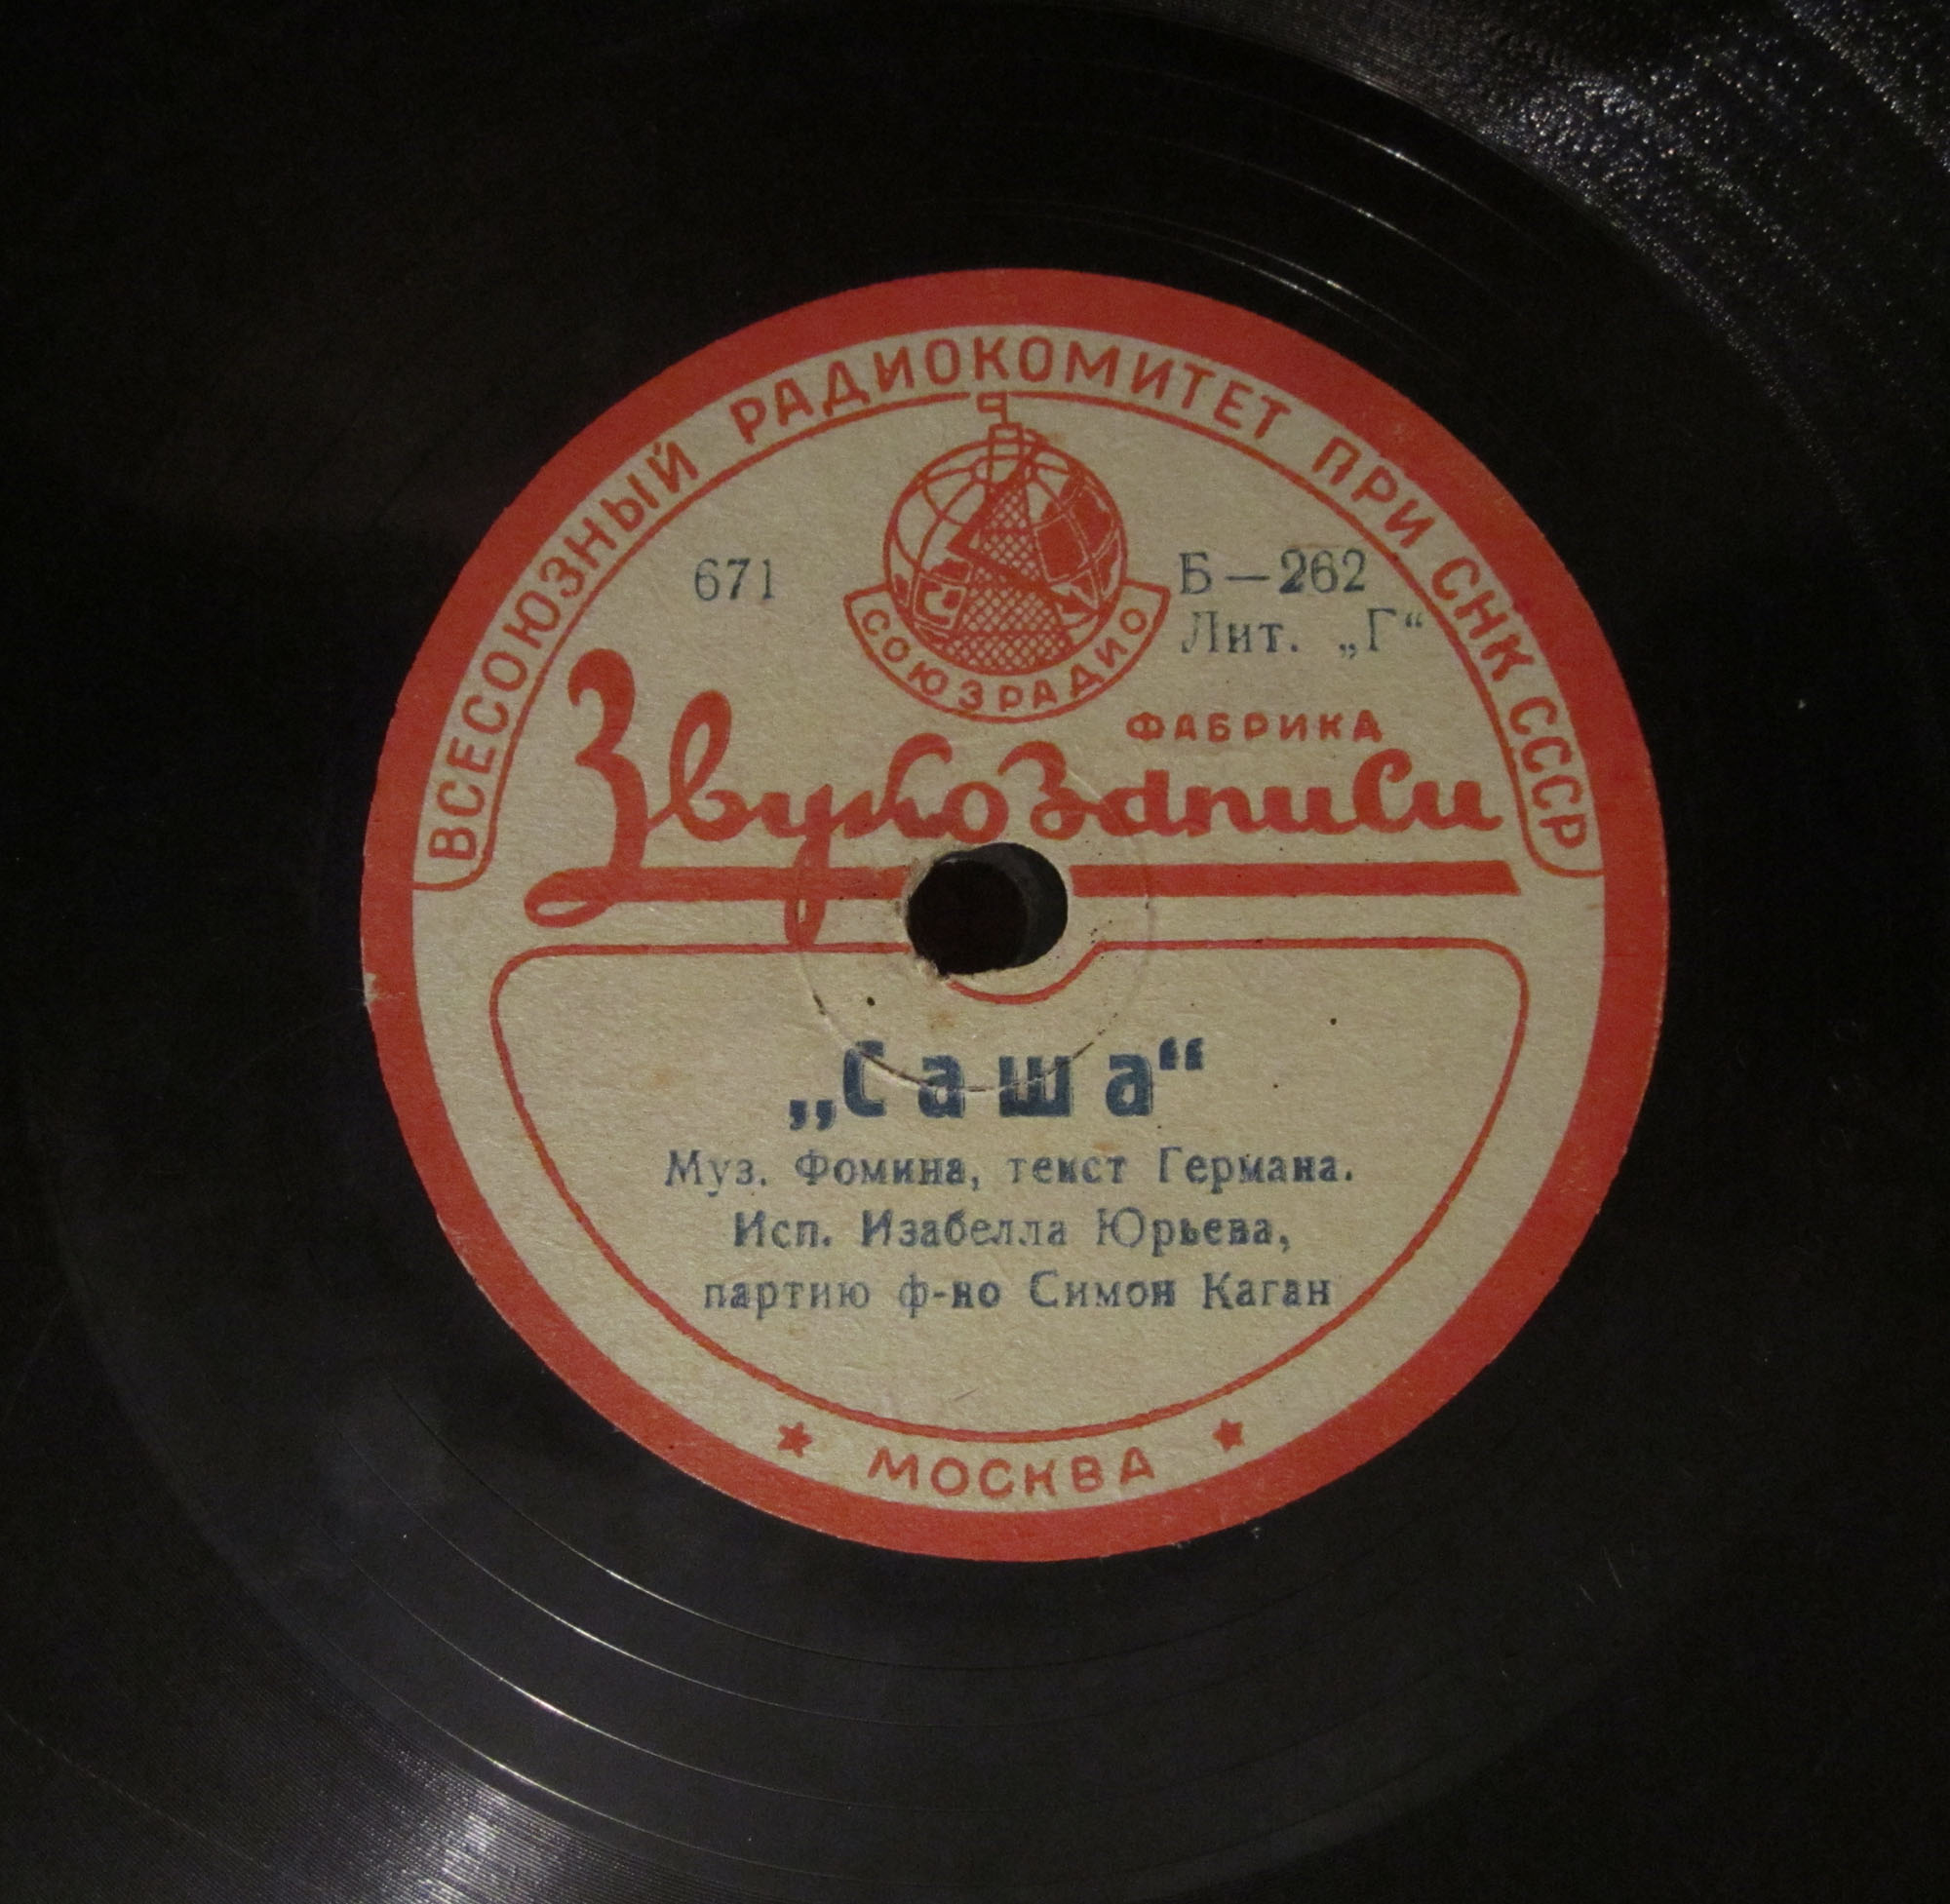 ВСЕСОЮЗНЫЙ РАДИОКОМИТЕТ ПРИ СНК СССР
671
Б—262
Лит. „Г“
СОЮЗРАДИО
ФАБРИКА
Звукозаписи
„Саша“
Муз. Фомина, текст Германа.
Исп. Изабелла Юрьева,
партию ф-но Симон Каган
МОСКВА